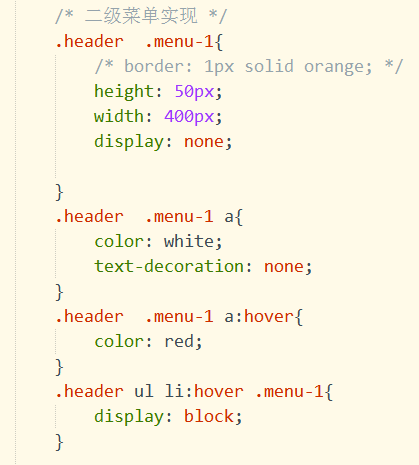 /* 二级菜单实现 */
.header  .menu-1{
    /* border: 1px solid orange; */
    height: 50px;
    width: 400px;
    display: none;
}
.header  .menu-1 a{
    color: white;
    text-decoration: none;
}
.header  .menu-1 a:hover{
    color: red;
}
.header ul li:hover .menu-1{
    display: block;
}